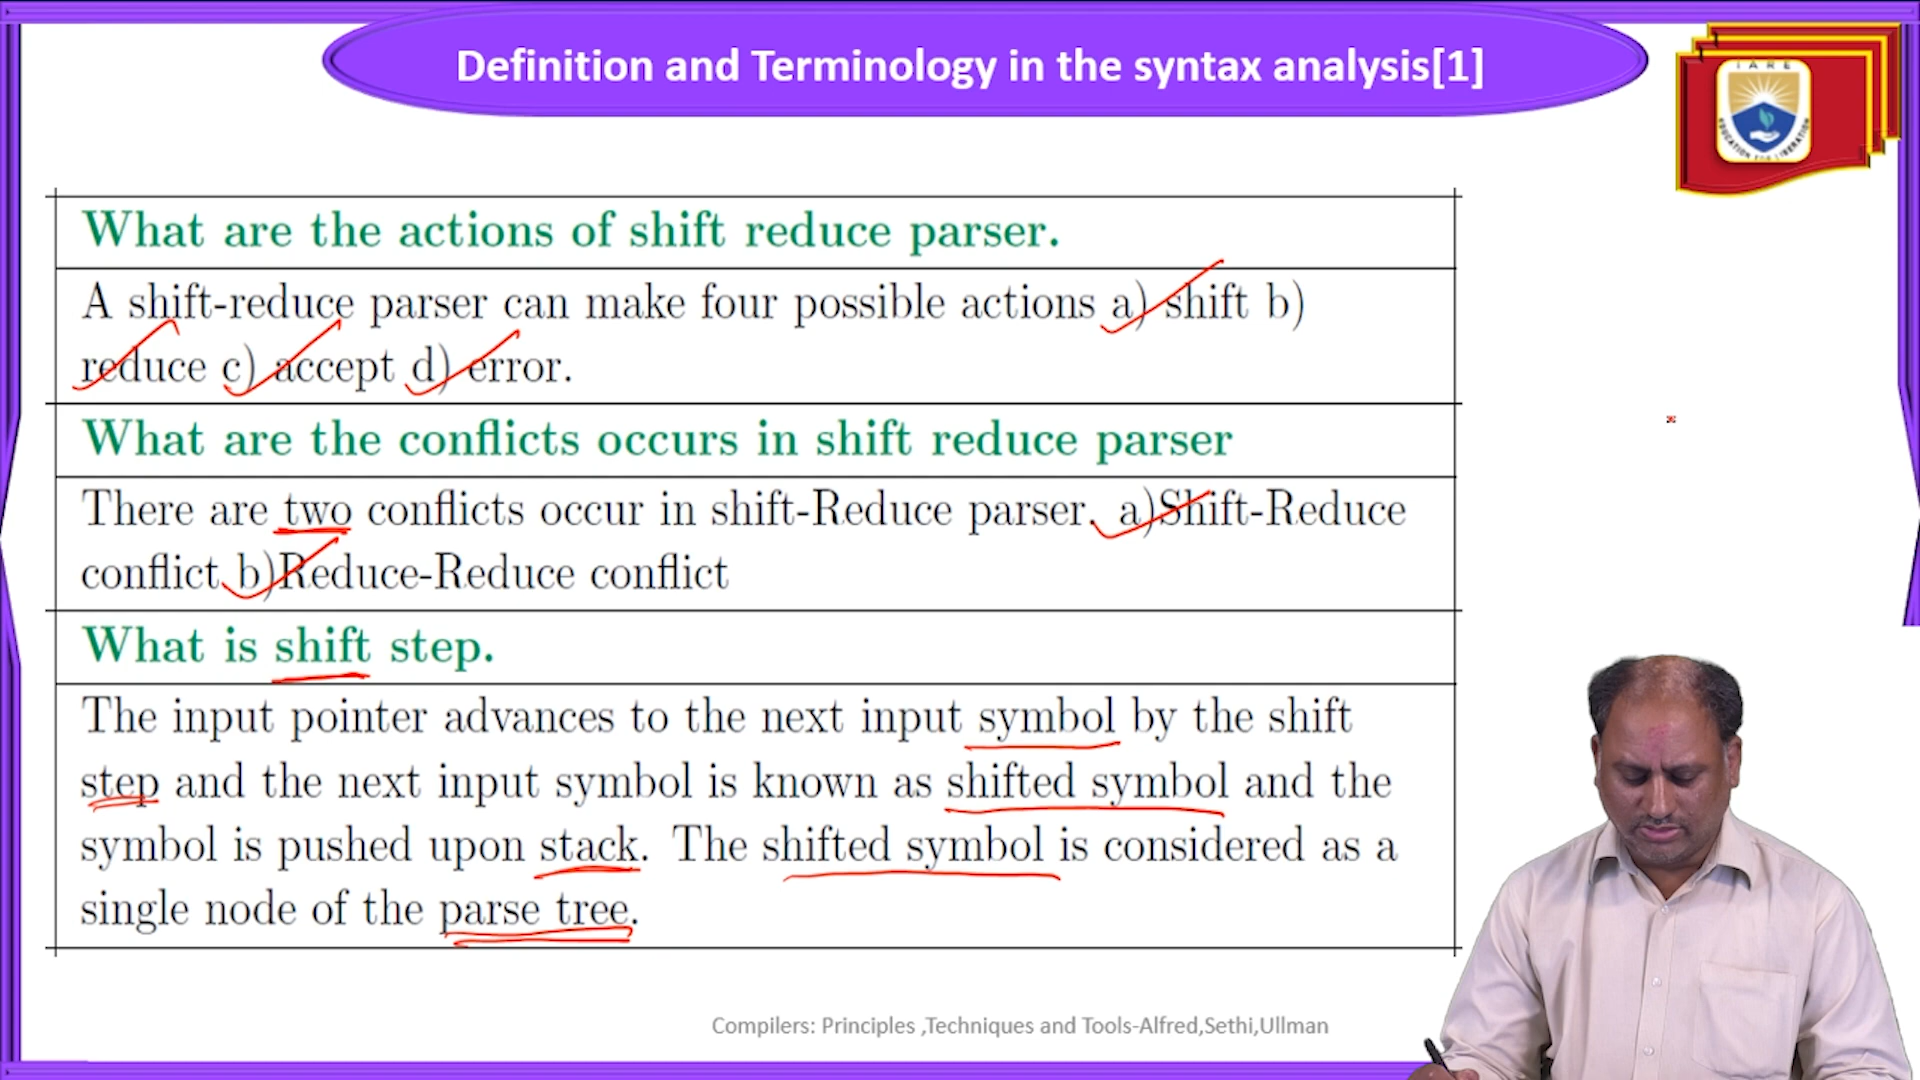 Definition and Terminology in the syntax analysis[1]
IARE
EDUCATION FOR LIBERATION
What are the actions of shift reduce parser.
A shift-reduce parser can make four possible actions a) shift b)
reduce c) accept d) error.
What are the conflicts occurs in shift reduce parser
There are two conflicts occur in shift-Reduce parser. a)Shift-Reduce
conflict b)Reduce-Reduce conflict
What is shift step.
The input pointer advances to the next input symbol by the shift
step and the next input symbol is known as shifted symbol and the
symbol is pushed upon stack. The shifted symbol is considered as a
single node of the parse tree.
Compilers: Principles ,Techniques and Tools-Alfred,Sethi,Ullman